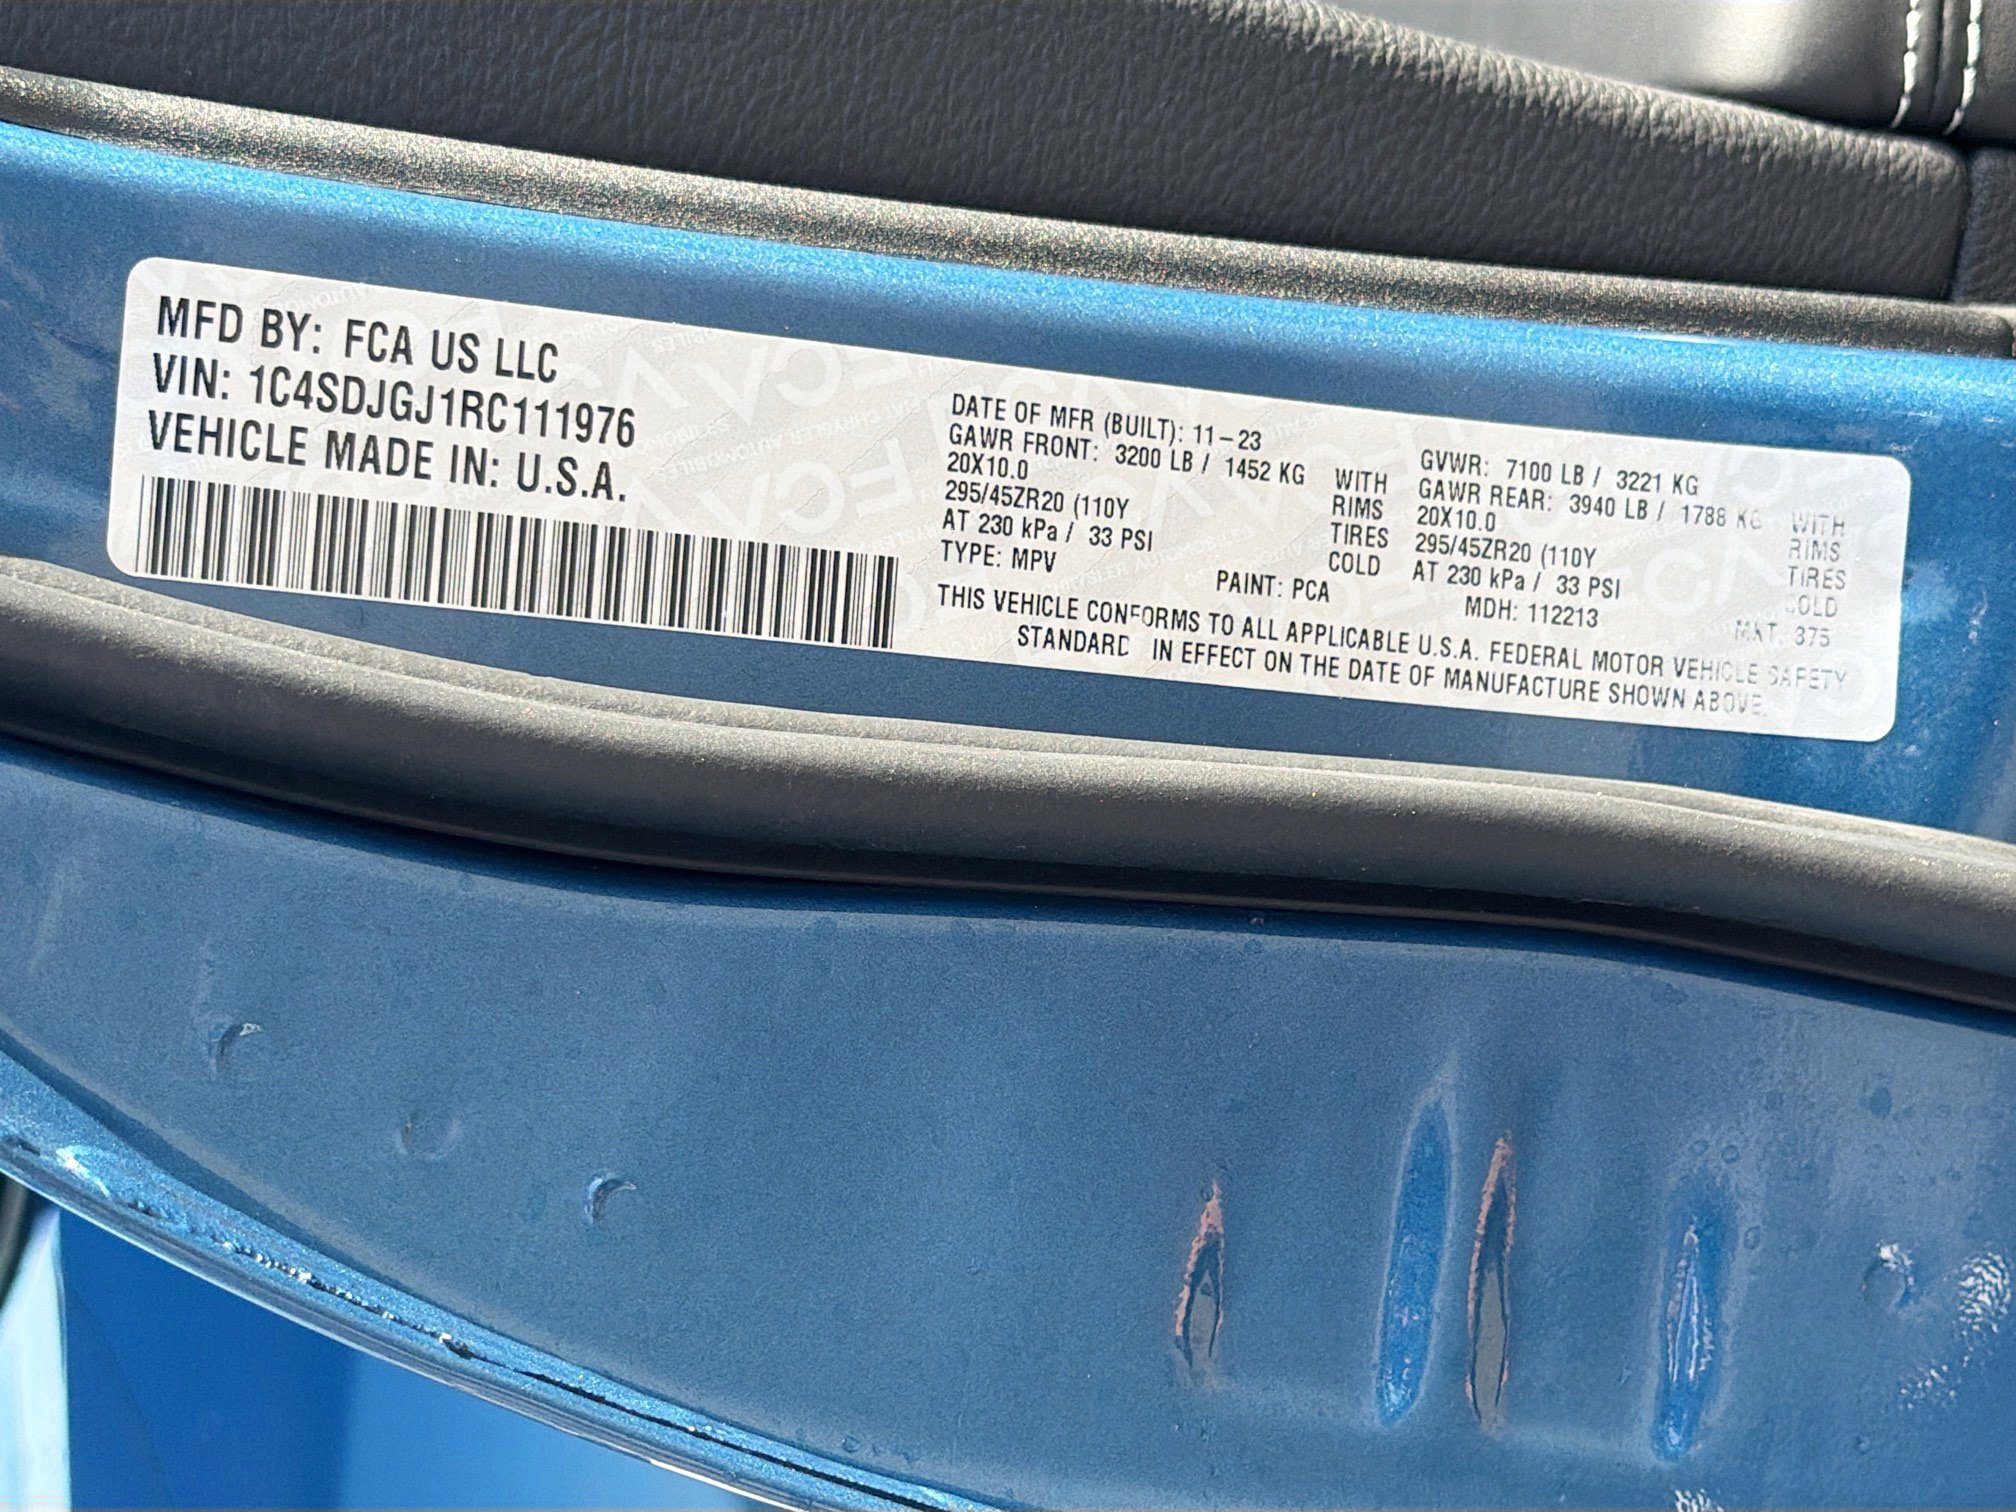 MFD BY: FCA US LLC
VIN: 1C4SDJGJ1RC111976
VEHICLE MADE IN: U.S.A.
DATE OF MFR (BUILT): 11-23
GAWR FRONT: 3200 LB / 1452 KG WITH
20X10.0 RIMS
295/45ZR20 (110Y TIRES
AT 230 kPa / 33 PSI COLD
TYPE: MPV
GVWR: 7100 LB / 3221 KG
GAWR REAR: 3940 LB / 1788 KG WITH
20X10.0 RIMS
295/45ZR20 (110Y TIRES
AT 230 kPa / 33 PSI COLD
PAINT: PCA MDH: 112213 MKT: 375
THIS VEHICLE CONFORMS TO ALL APPLICABLE U.S.A. FEDERAL MOTOR VEHICLE SAFETY
STANDARD IN EFFECT ON THE DATE OF MANUFACTURE SHOWN ABOVE.